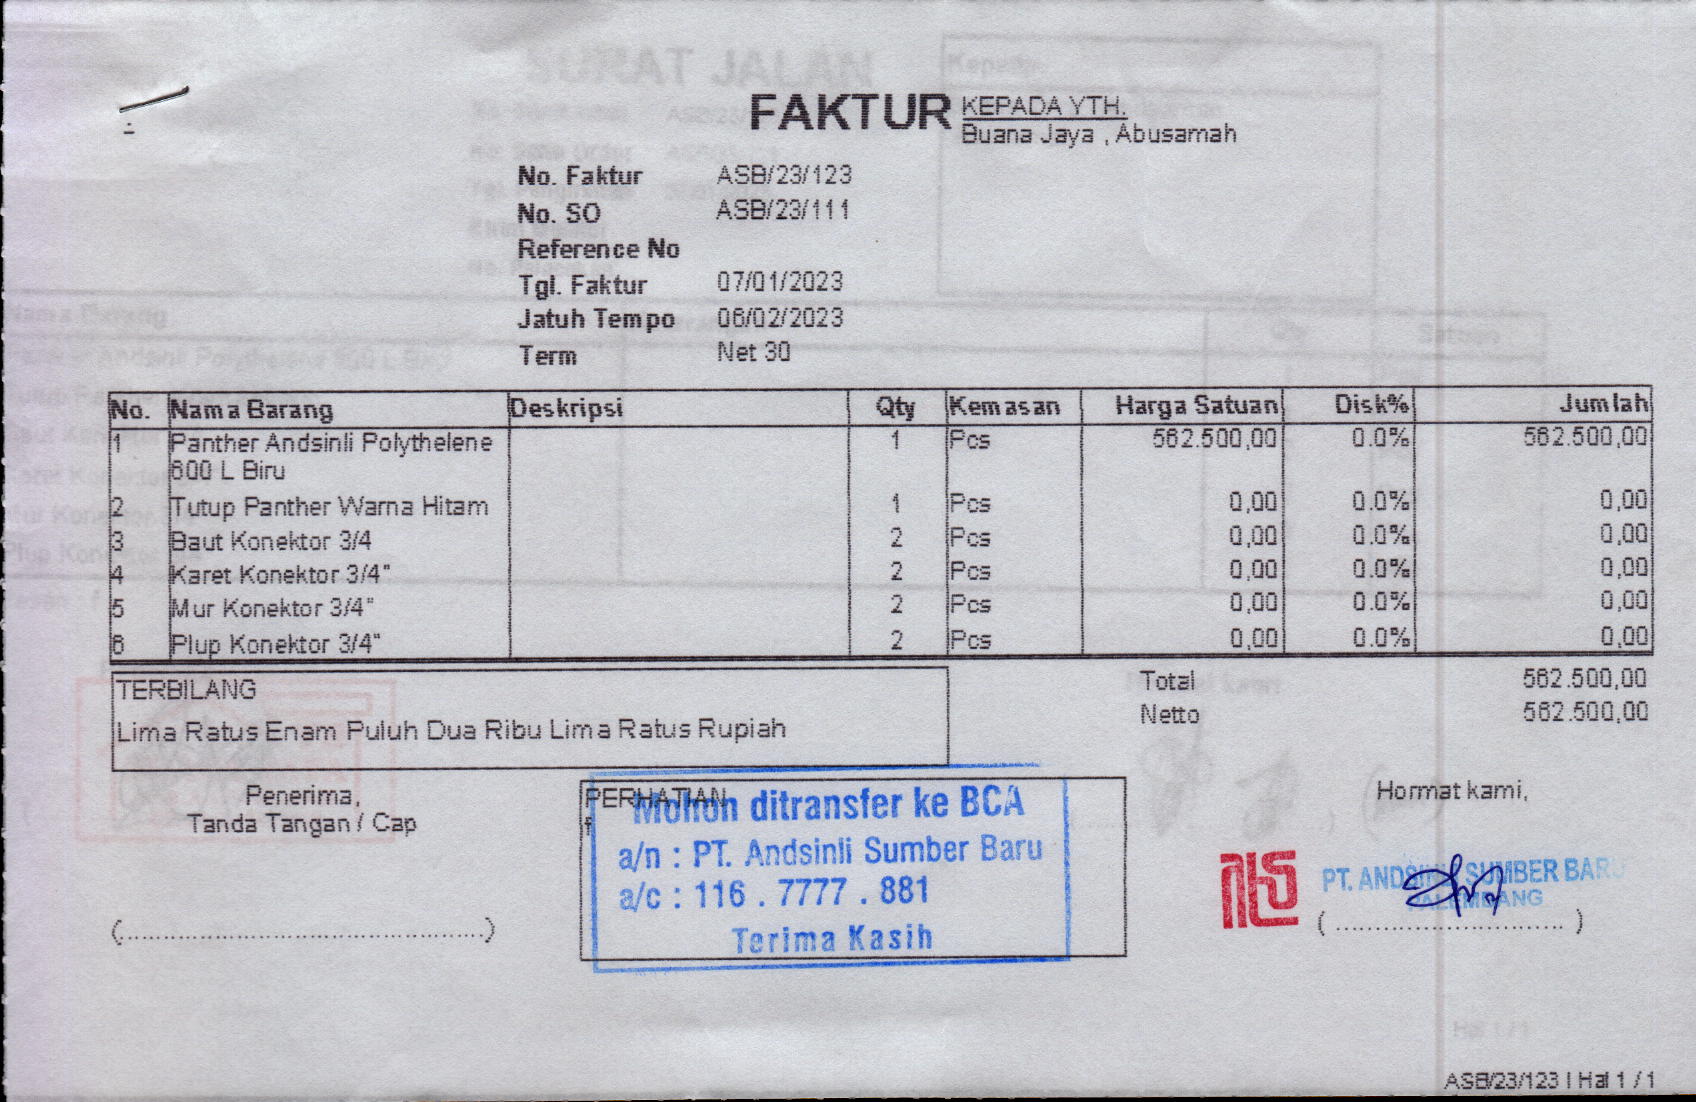 FAKTUR
KEPADA YTH.
Buana Jaya , Abusamah
No. Faktur ASB/23/123
No. SO ASB/23/111
Reference No
Tgl. Faktur 07/01/2023
Jatuh Tempo 06/02/2023
Term Net 30
No. Nama Barang Deskripsi Qty Kemasan Harga Satuan Disk% Jumlah
1 Panther Andsinli Polythelene 1 Pcs 562.500,00 0.0% 562.500,00
600 L Biru
2 Tutup Panther Warna Hitam 1 Pcs 0,00 0.0% 0,00
3 Baut Konektor 3/4 2 Pcs 0,00 0.0% 0,00
4 Karet Konektor 3/4" 2 Pcs 0,00 0.0% 0,00
5 Mur Konektor 3/4" 2 Pcs 0,00 0.0% 0,00
6 Plup Konektor 3/4" 2 Pcs 0,00 0.0% 0,00
TERBILANG
Lima Ratus Enam Puluh Dua Ribu Lima Ratus Rupiah
Total 562.500,00
Netto 562.500,00
Penerima,
Tanda Tangan / Cap
(................................................)
PERHATIAN
f
Mohon ditransfer ke BCA
a/n : PT. Andsinli Sumber Baru
a/c : 116 . 7777 . 881
Terima Kasih
Hormat kami,
PT. ANDSINLI SUMBER BARU
PALEMBANG
( .............................. )
ASB/23/123 | Hal 1 / 1